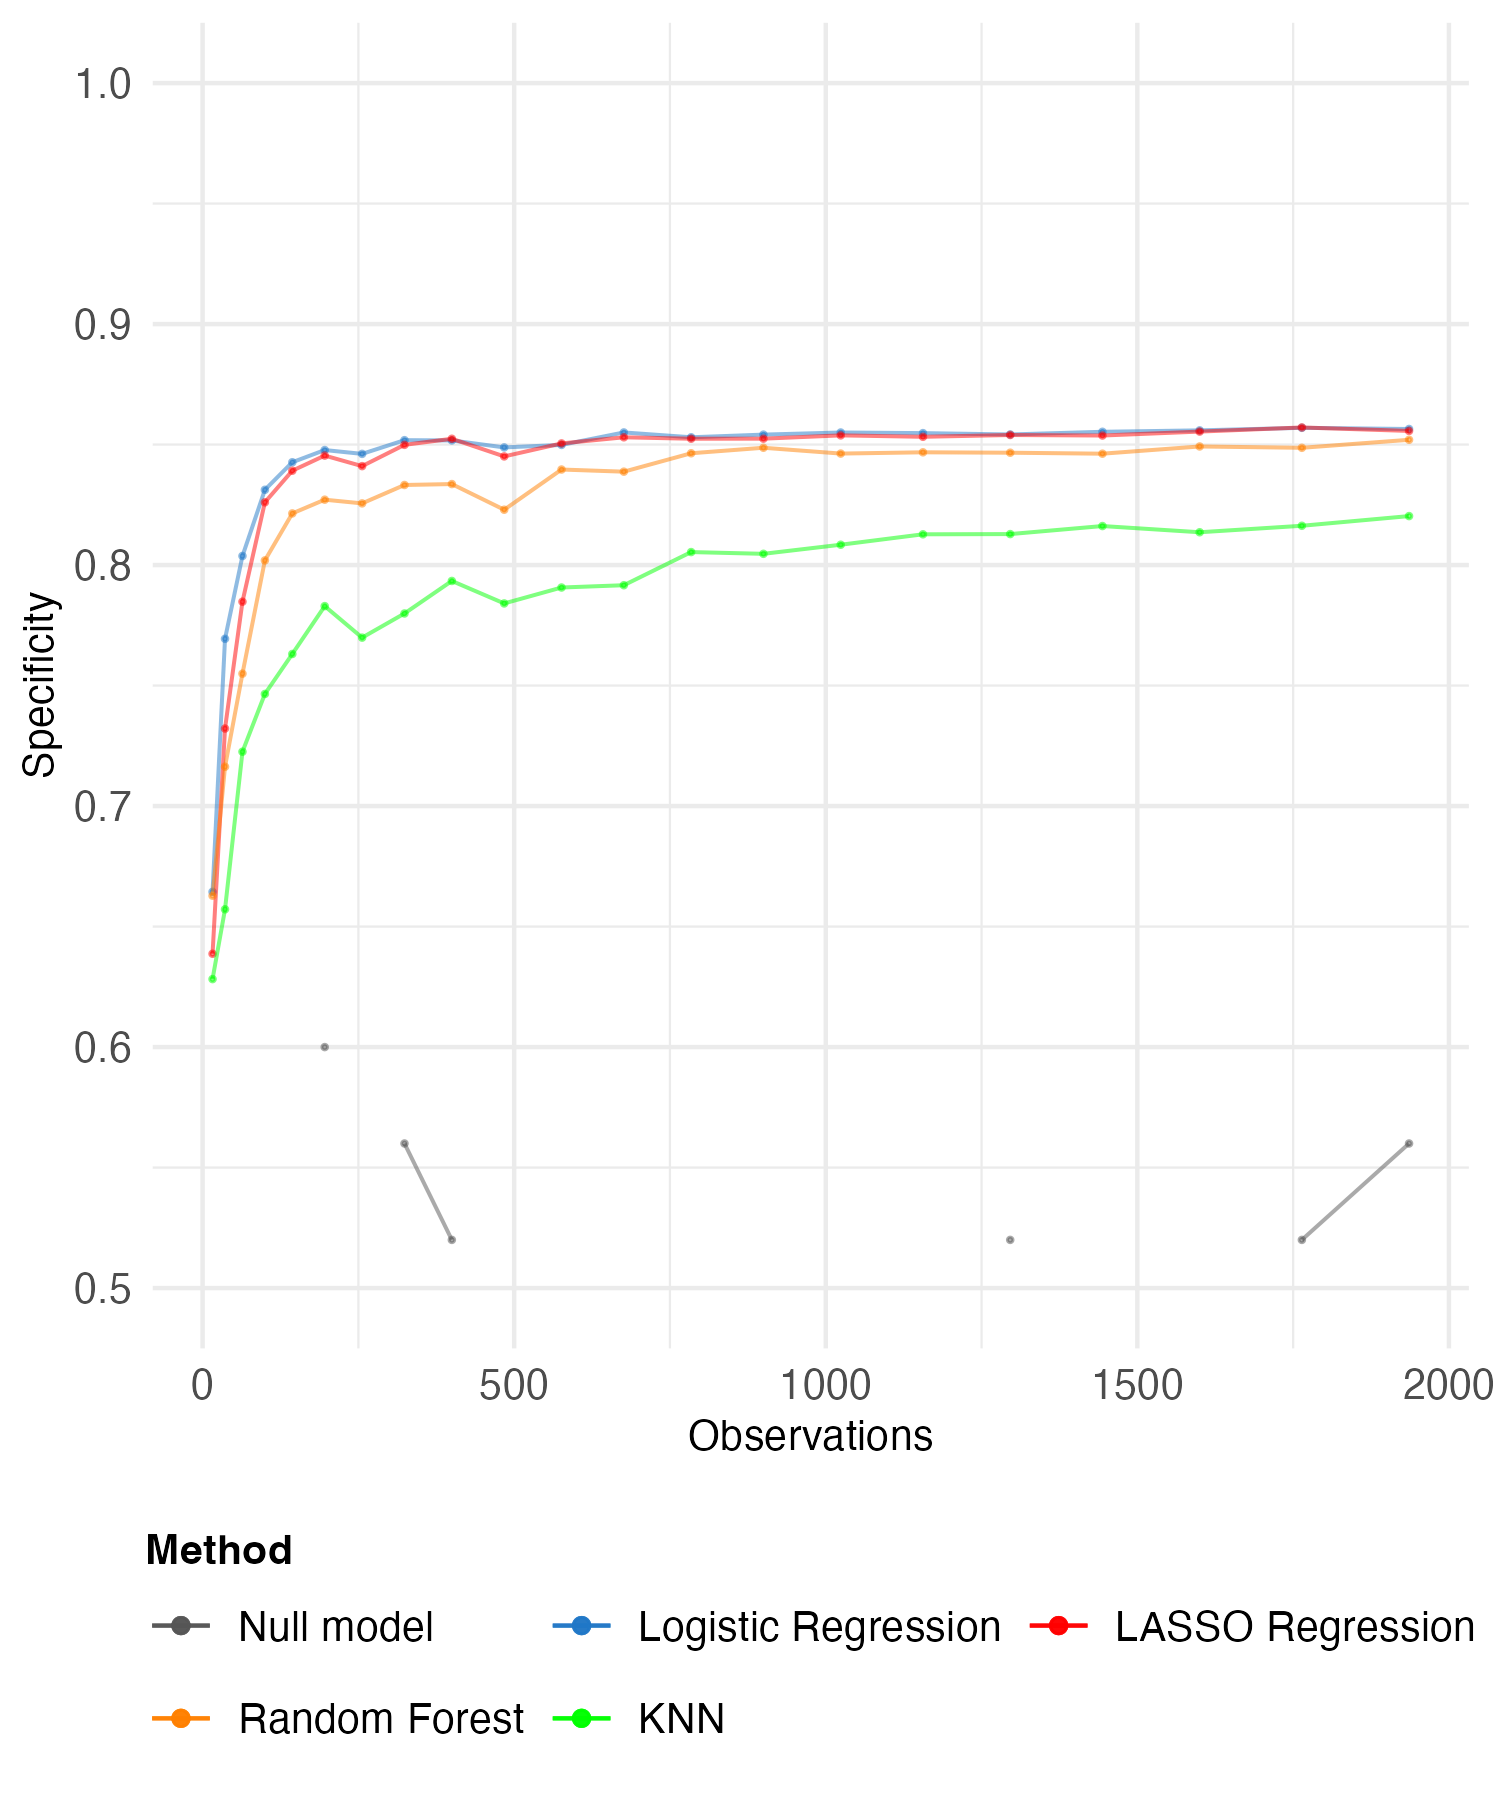 1.0
0.9
0.8
0.7
0.6
0.5
Specificity
0 500 1000 1500 2000
Observations
Method
Null model Logistic Regression LASSO Regression
Random Forest KNN